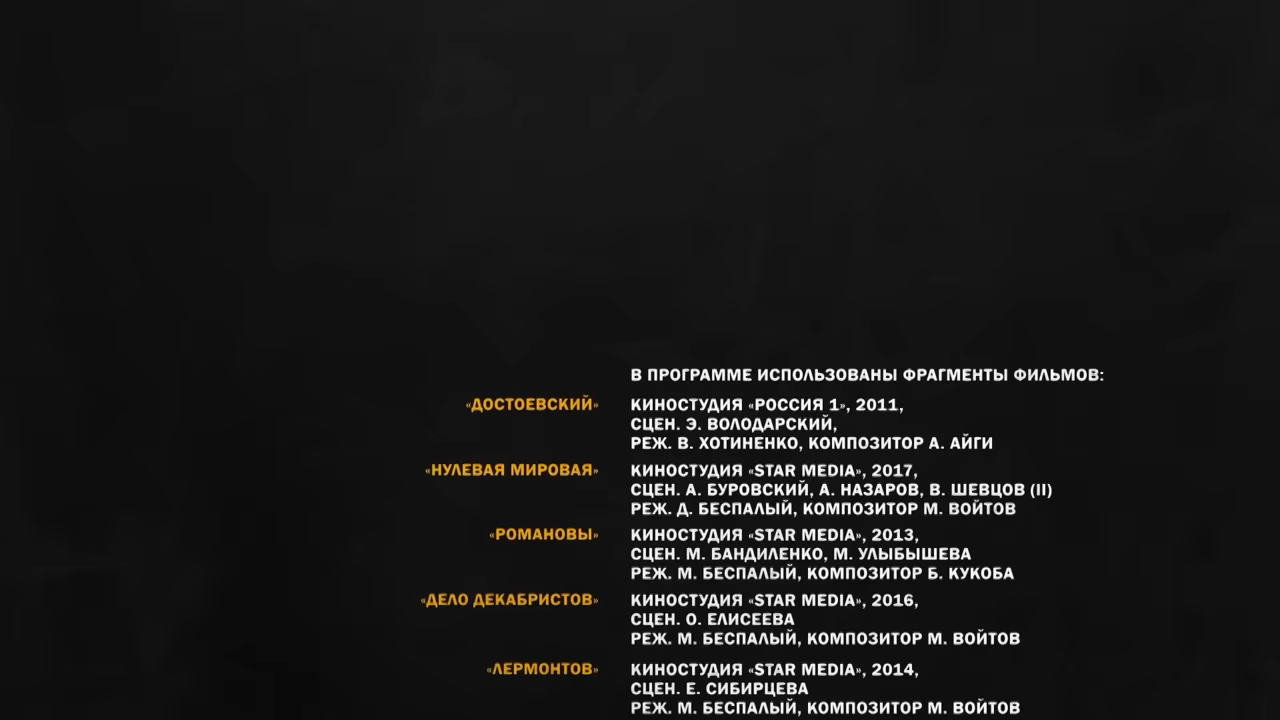 В ПРОГРАММЕ ИСПОЛЬЗОВАНЫ ФРАГМЕНТЫ ФИЛЬМОВ:
«ДОСТОЕВСКИЙ» КИНОСТУДИЯ «РОССИЯ 1», 2011,
СЦЕН. Э. ВОЛОДАРСКИЙ,
РЕЖ. В. ХОТИНЕНКО, КОМПОЗИТОР А. АЙГИ
«НУЛЕВАЯ МИРОВАЯ» КИНОСТУДИЯ «STAR MEDIA», 2017,
СЦЕН. А. БУРОВСКИЙ, А. НАЗАРОВ, В. ШЕВЦОВ (II)
РЕЖ. Д. БЕСПАЛЫЙ, КОМПОЗИТОР М. ВОЙТОВ
«РОМАНОВЫ» КИНОСТУДИЯ «STAR MEDIA», 2013,
СЦЕН. М. БАНДИЛЕНКО, М. УЛЫБЫШЕВА
РЕЖ. М. БЕСПАЛЫЙ, КОМПОЗИТОР Б. КУКОБА
«ДЕЛО ДЕКАБРИСТОВ» КИНОСТУДИЯ «STAR MEDIA», 2016,
СЦЕН. О. ЕЛИСЕЕВА
РЕЖ. М. БЕСПАЛЫЙ, КОМПОЗИТОР М. ВОЙТОВ
«ЛЕРМОНТОВ» КИНОСТУДИЯ «STAR MEDIA», 2014,
СЦЕН. Е. СИБИРЦЕВА
РЕЖ. М. БЕСПАЛЫЙ, КОМПОЗИТОР М. ВОЙТОВ